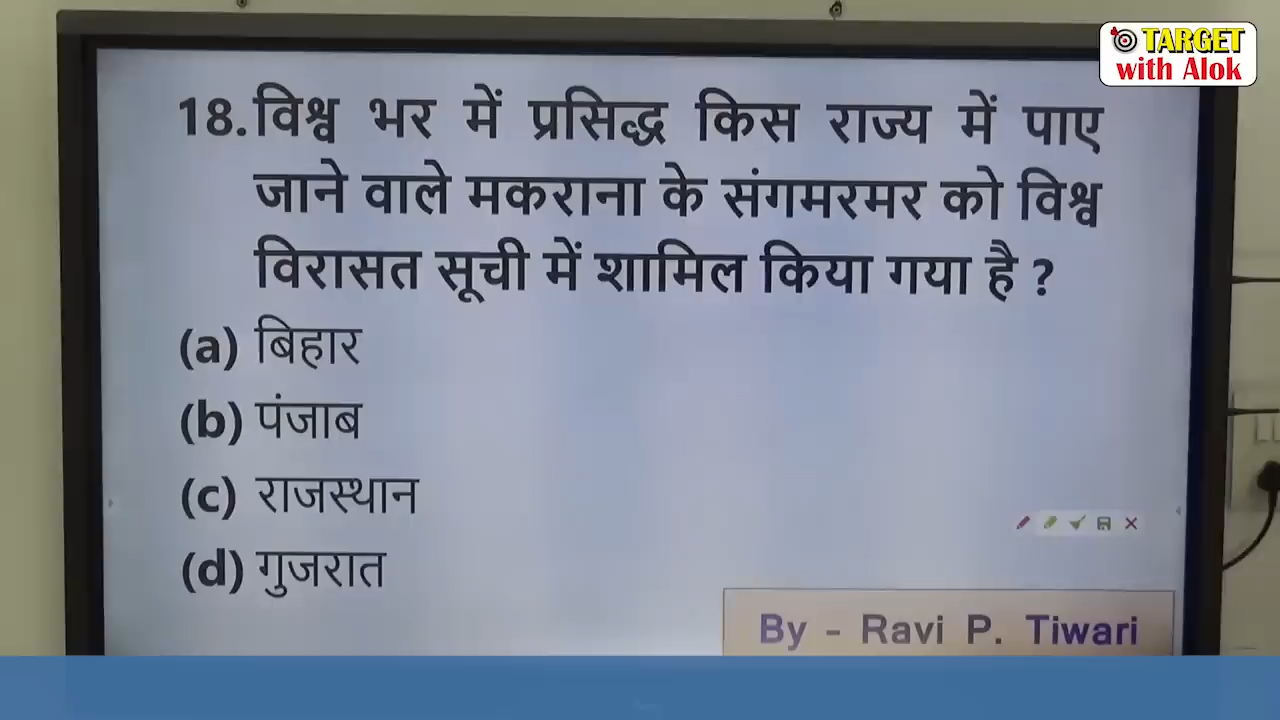 TARGET
with Alok
18. विश्व भर में प्रसिद्ध किस राज्य में पाए
जाने वाले मकराना के संगमरमर को विश्व
विरासत सूची में शामिल किया गया है ?
(a) बिहार
(b) पंजाब
(c) राजस्थान
(d) गुजरात
By - Ravi P. Tiwari